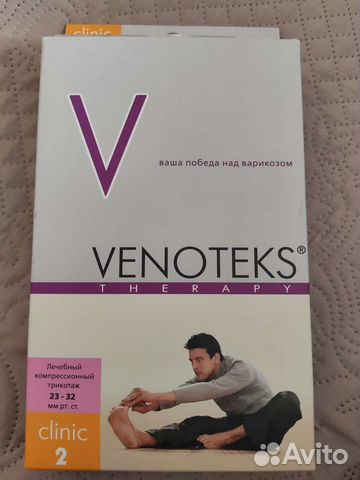 clinic
V
ваша победа над варикозом
VENOTEKS®
THERAPY
Лечебный
компрессионный
трикотаж
23 - 32
мм рт. ст.
clinic
2
Avito